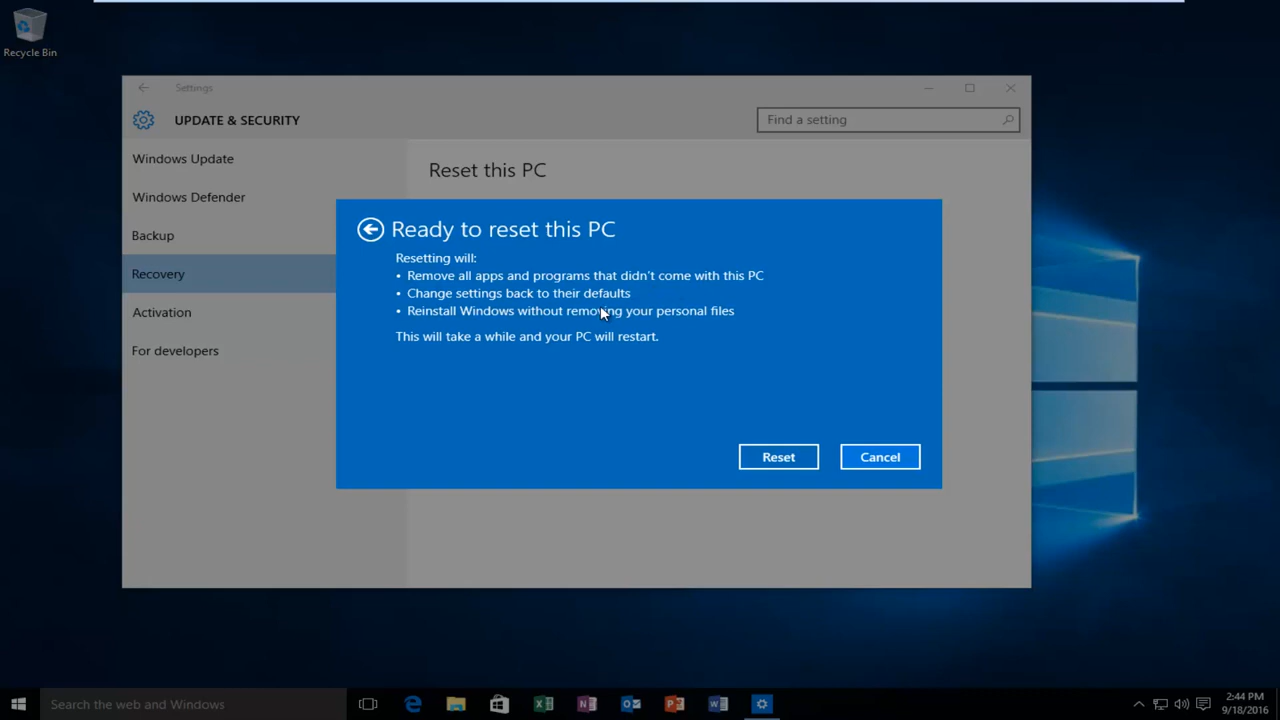 Recycle Bin
Settings
UPDATE & SECURITY
Find a setting
Windows Update
Windows Defender
Backup
Recovery
Activation
For developers
Reset this PC
Ready to reset this PC
Resetting will:
• Remove all apps and programs that didn't come with this PC
• Change settings back to their defaults
• Reinstall Windows without removing your personal files
This will take a while and your PC will restart.
Reset
Cancel
Search the web and Windows
2:44 PM
9/18/2016